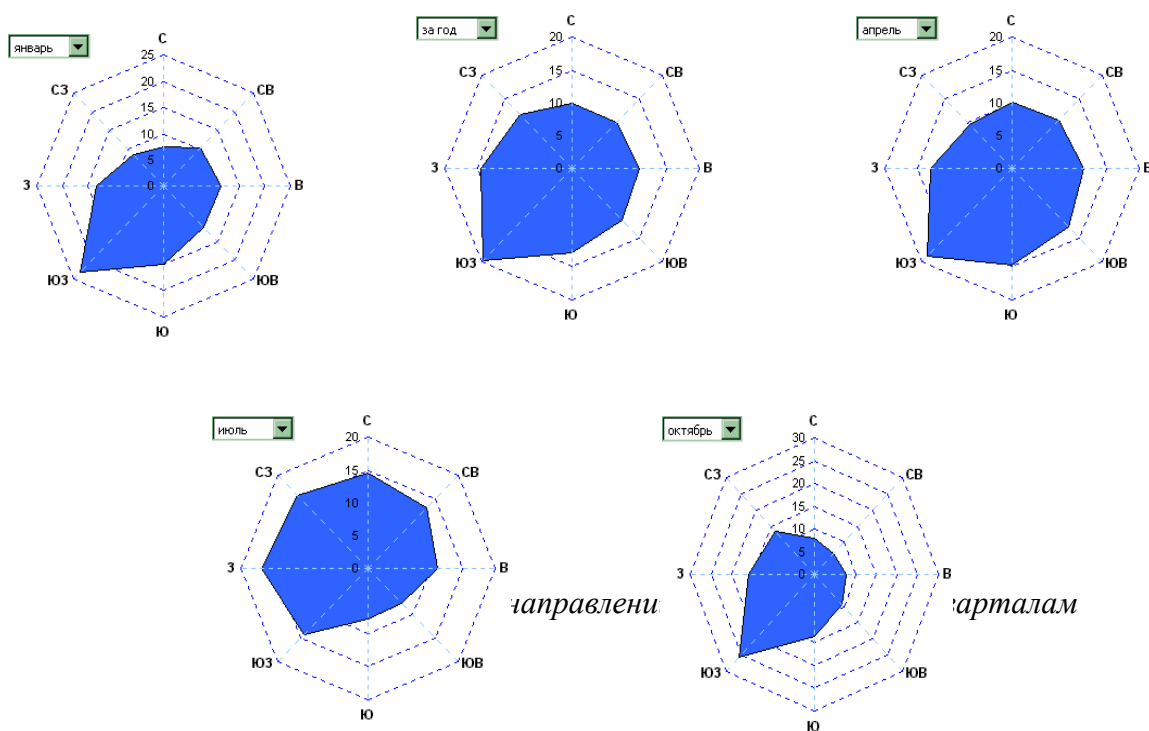 январь
С
25
20
15
10
5
0
СЗ
СВ
З
В
ЮЗ
ЮВ
Ю
за год
С
20
15
10
5
0
СЗ
СВ
З
В
ЮЗ
ЮВ
Ю
апрель
С
20
15
10
5
0
СЗ
СВ
З
В
ЮЗ
ЮВ
Ю
июль
С
20
15
10
5
0
СЗ
СВ
З
В
ЮЗ
ЮВ
Ю
октябрь
С
30
25
20
15
10
5
0
СЗ
СВ
З
В
ЮЗ
ЮВ
Ю